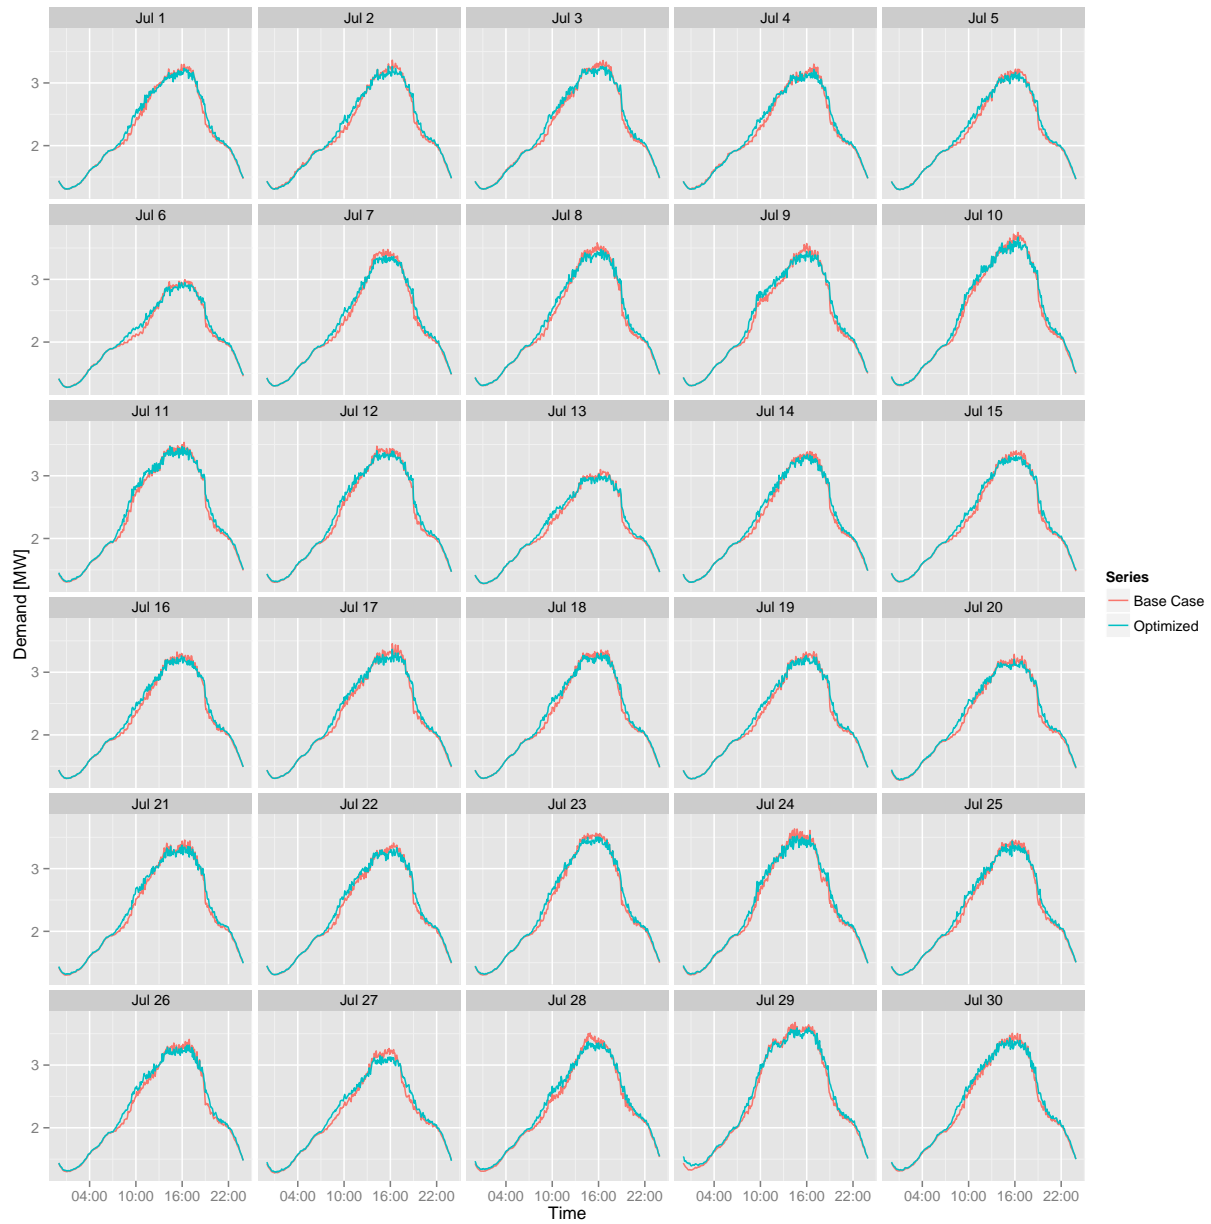 Jul 1 Jul 2 Jul 3 Jul 4 Jul 5
3
2
Jul 6 Jul 7 Jul 8 Jul 9 Jul 10
3
2
Jul 11 Jul 12 Jul 13 Jul 14 Jul 15
3
2
Jul 16 Jul 17 Jul 18 Jul 19 Jul 20
3
2
Jul 21 Jul 22 Jul 23 Jul 24 Jul 25
3
2
Jul 26 Jul 27 Jul 28 Jul 29 Jul 30
3
2
04:00 10:00 16:00 22:00 04:00 10:00 16:00 22:00 04:00 10:00 16:00 22:00 04:00 10:00 16:00 22:00 04:00 10:00 16:00 22:00
Time
Demand [MW]
Series
Base Case
Optimized